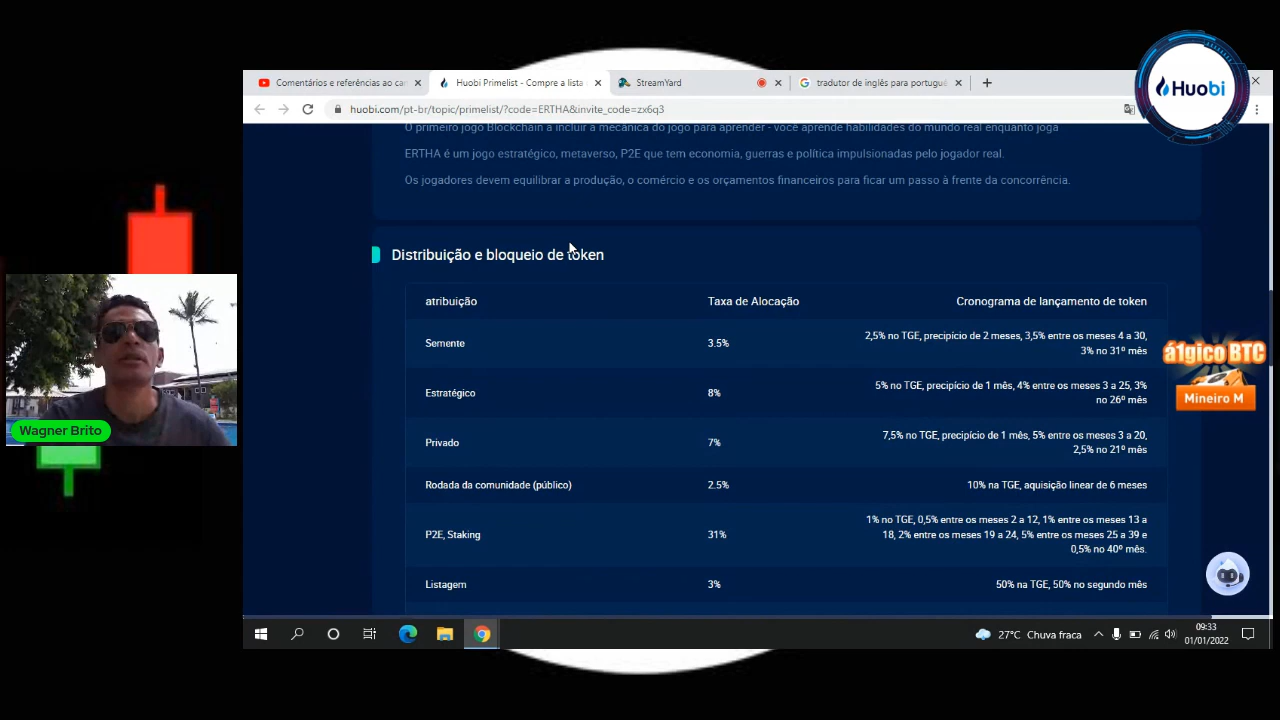 Comentários e referências ao car
Huobi Primelist - Compre a lista
StreamYard
tradutor de inglês para portugu
huobi.com/pt-br/topic/primelist/?code=ERTHA&invite_code=zx6q3
Huobi
O primeiro jogo Blockchain a incluir a mecânica do jogo para aprender - você aprende habilidades do mundo real enquanto joga
ERTHA é um jogo estratégico, metaverso, P2E que tem economia, guerras e política impulsionadas pelo jogador real.
Os jogadores devem equilibrar a produção, o comércio e os orçamentos financeiros para ficar um passo à frente da concorrência.
Distribuição e bloqueio de token
atribuição Taxa de Alocação Cronograma de lançamento de token
Semente 3.5% 2,5% no TGE, precipício de 2 meses, 3,5% entre os meses 4 a 30,
3% no 31º mês
Estratégico 8% 5% no TGE, precipício de 1 mês, 4% entre os meses 3 a 25, 3%
no 26º mês
Privado 7% 7,5% no TGE, precipício de 1 mês, 5% entre os meses 3 a 20,
2,5% no 21º mês
Rodada da comunidade (público) 2.5% 10% na TGE, aquisição linear de 6 meses
P2E, Staking 31% 1% no TGE, 0,5% entre os meses 2 a 12, 1% entre os meses 13 a
18, 2% entre os meses 19 a 24, 5% entre os meses 25 a 39 e
0,5% no 40º mês.
Listagem 3% 50% na TGE, 50% no segundo mês
á1gico BTC
Mineiro M
Wagner Brito
27°C Chuva fraca
09:33
01/01/2022